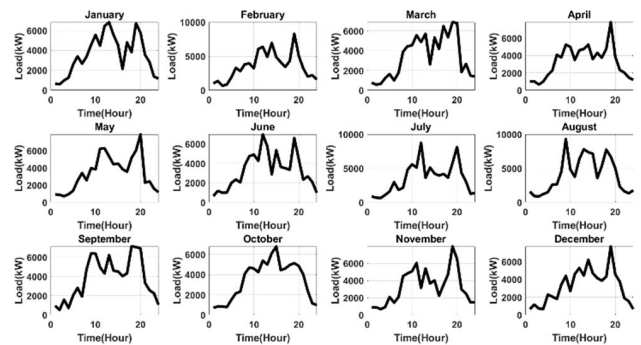 January
February
March
April
Load(kW)
6000
4000
2000
0
0
10
20
Time(Hour)
Load(kW)
10000
5000
0
0
10
20
Time(Hour)
Load(kW)
6000
4000
2000
0
0
10
20
Time(Hour)
Load(kW)
6000
4000
2000
0
0
10
20
Time(Hour)
May
June
July
August
Load(kW)
6000
4000
2000
0
0
10
20
Time(Hour)
Load(kW)
6000
4000
2000
0
0
10
20
Time(Hour)
Load(kW)
10000
5000
0
0
10
20
Time(Hour)
Load(kW)
10000
5000
0
0
10
20
Time(Hour)
September
October
November
December
Load(kW)
6000
4000
2000
0
0
10
20
Time(Hour)
Load(kW)
6000
4000
2000
0
0
10
20
Time(Hour)
Load(kW)
6000
4000
2000
0
0
10
20
Time(Hour)
Load(kW)
6000
4000
2000
0
0
10
20
Time(Hour)